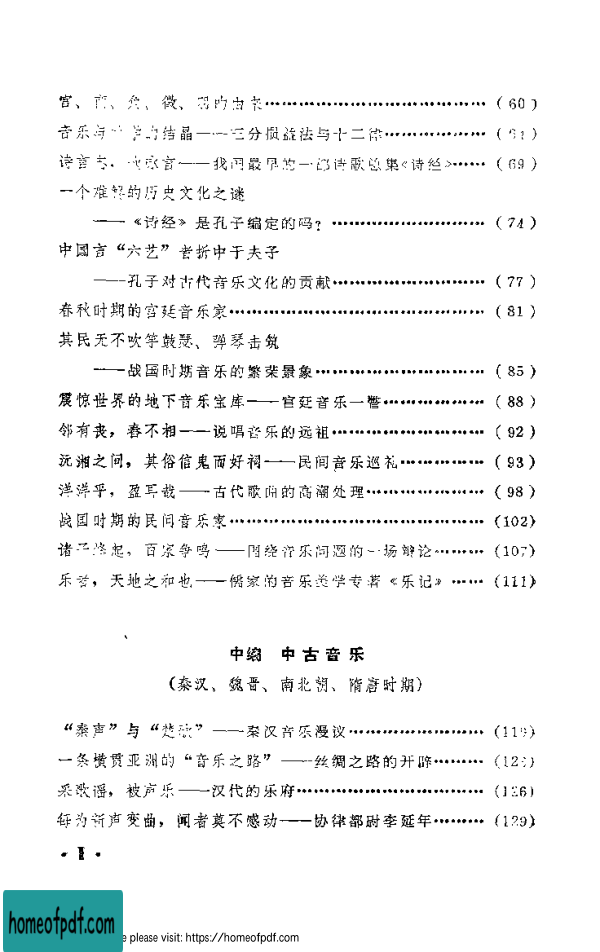 宫、商、角、徵、羽的由来……………………………(60)
音乐与……的结晶——三分损益法与十二律……………(61)
诗言志，歌永言——我国最早的一部诗歌总集《诗经》……(69)
一个难解的历史文化之谜
——《诗经》是孔子编定的吗？………………(74)
中国言“六艺”者折中于夫子
——孔子对古代音乐文化的贡献………………(77)
春秋时期的宫廷音乐家……………………………(81)
其民无不吹竽鼓瑟、弹琴击筑
——战国时期音乐的繁荣景象………………(85)
震惊世界的地下音乐宝库——宫廷音乐一瞥……………(88)
邻有丧，舂不相——说唱音乐的远祖………………(92)
沅湘之间，其俗信鬼而好祠——民间音乐巡礼…………(93)
洋洋乎，盈耳哉——古代歌曲的高潮处理……………(98)
战国时期的民间音乐家……………………………(102)
诸子蜂起，百家争鸣——围绕音乐问题的一场辩论………(107)
乐者，天地之和也——儒家的音乐美学专著《乐记》……(111)
中编 中古音乐
(秦汉、魏晋、南北朝、隋唐时期)
“秦声”与“楚歌”——秦汉音乐漫议………………(119)
一条横贯亚洲的“音乐之路”——丝绸之路的开辟………
采歌谣，被声乐——汉代的乐府……………………(126)
每为新声变曲，闻者莫不感动——协律都尉李延年………(129)
·Ⅱ·
homeofpdf.com
please visit: https://homeofpdf.com